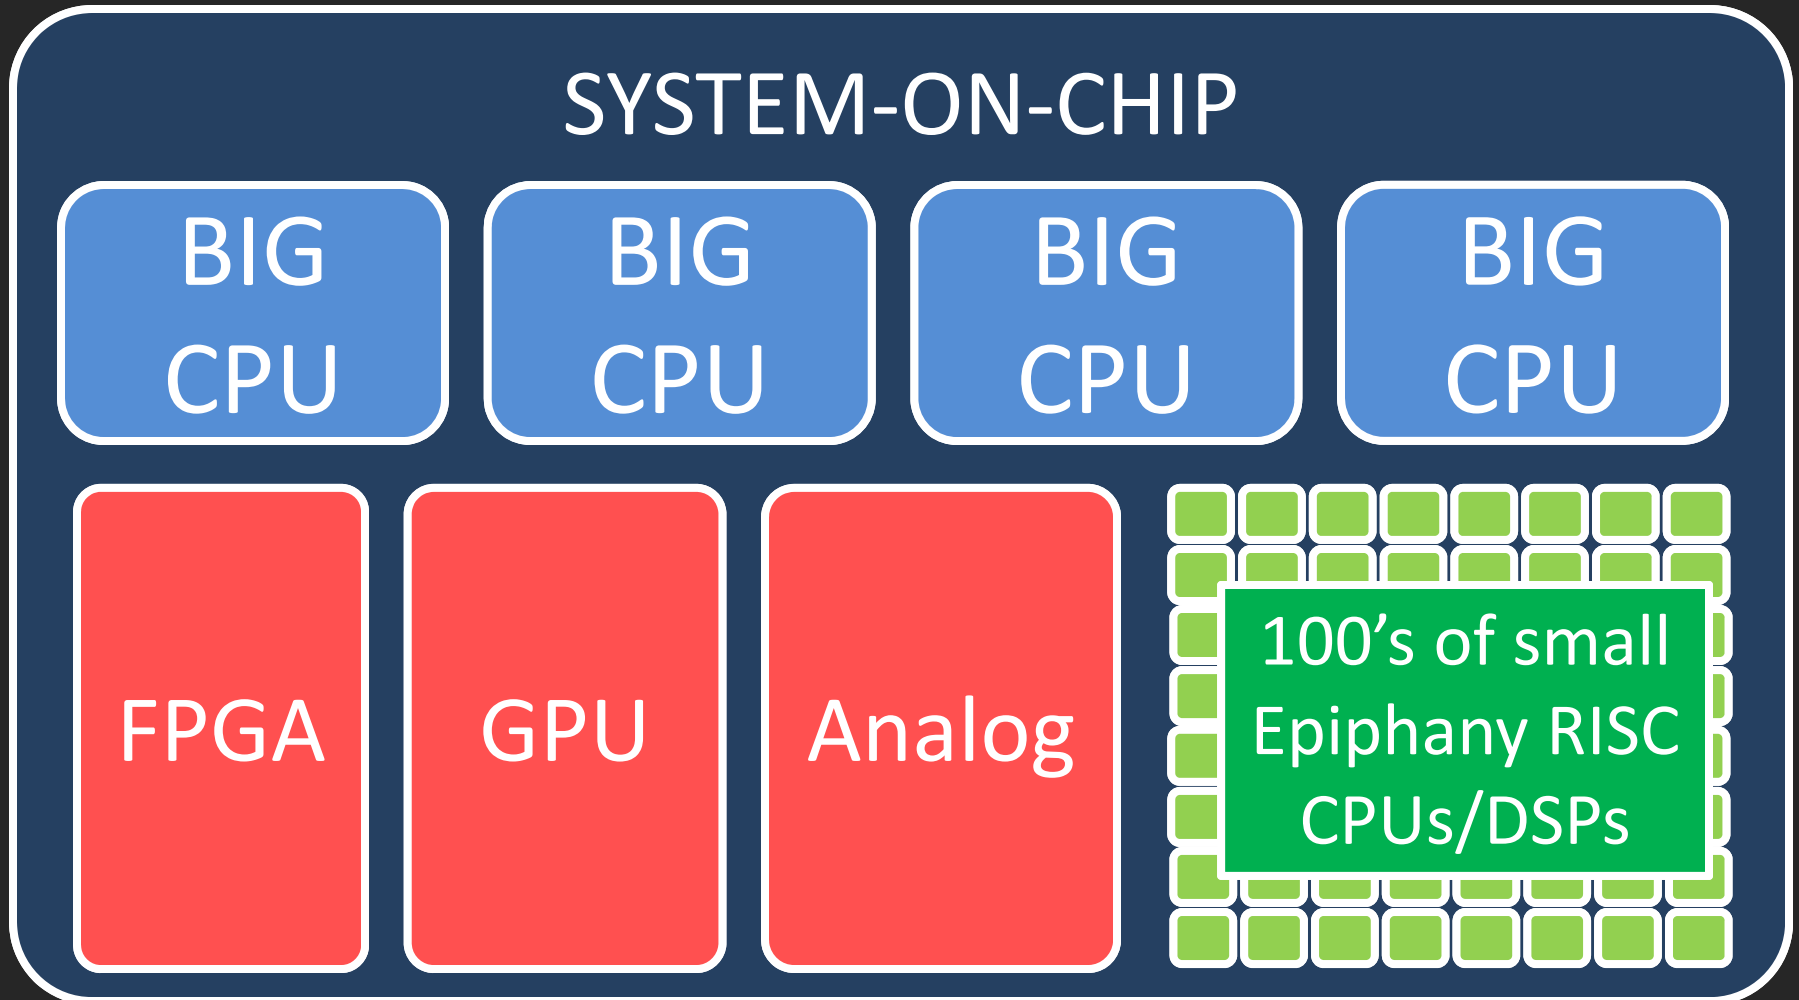 SYSTEM-ON-CHIP
BIG
CPU
BIG
CPU
BIG
CPU
BIG
CPU
FPGA
GPU
Analog
100’s of small
Epiphany RISC
CPUs/DSPs